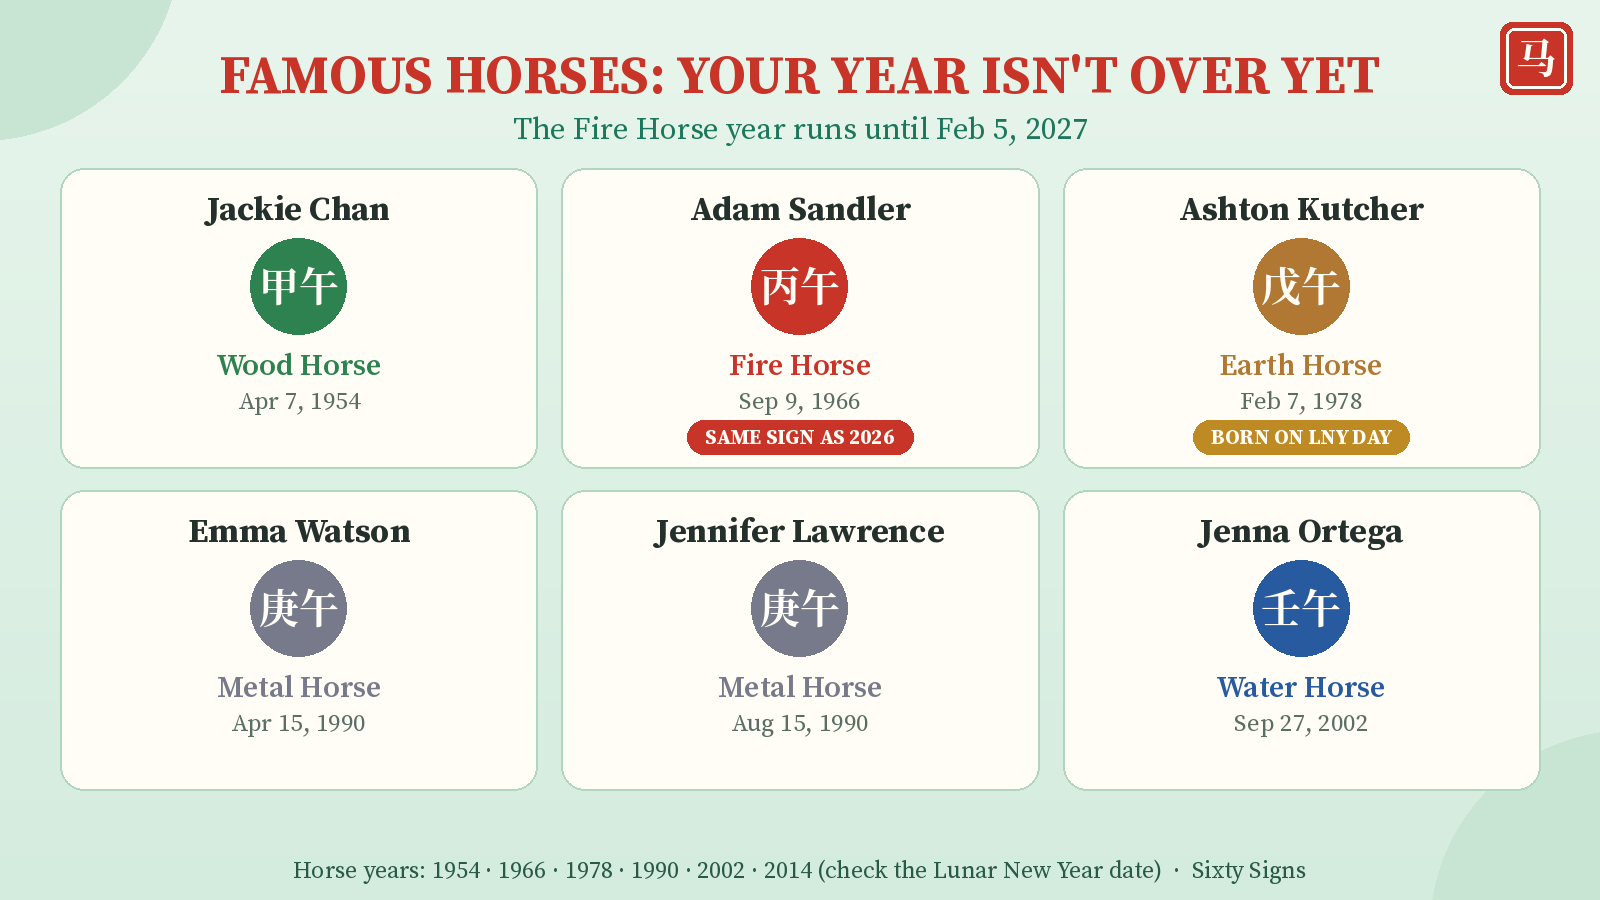 马
FAMOUS HORSES: YOUR YEAR ISN'T OVER YET
The Fire Horse year runs until Feb 5, 2027
Jackie Chan
甲午
Wood Horse
Apr 7, 1954
Adam Sandler
丙午
Fire Horse
Sep 9, 1966
SAME SIGN AS 2026
Ashton Kutcher
戊午
Earth Horse
Feb 7, 1978
BORN ON LNY DAY
Emma Watson
庚午
Metal Horse
Apr 15, 1990
Jennifer Lawrence
庚午
Metal Horse
Aug 15, 1990
Jenna Ortega
壬午
Water Horse
Sep 27, 2002
Horse years: 1954 · 1966 · 1978 · 1990 · 2002 · 2014 (check the Lunar New Year date) · Sixty Signs